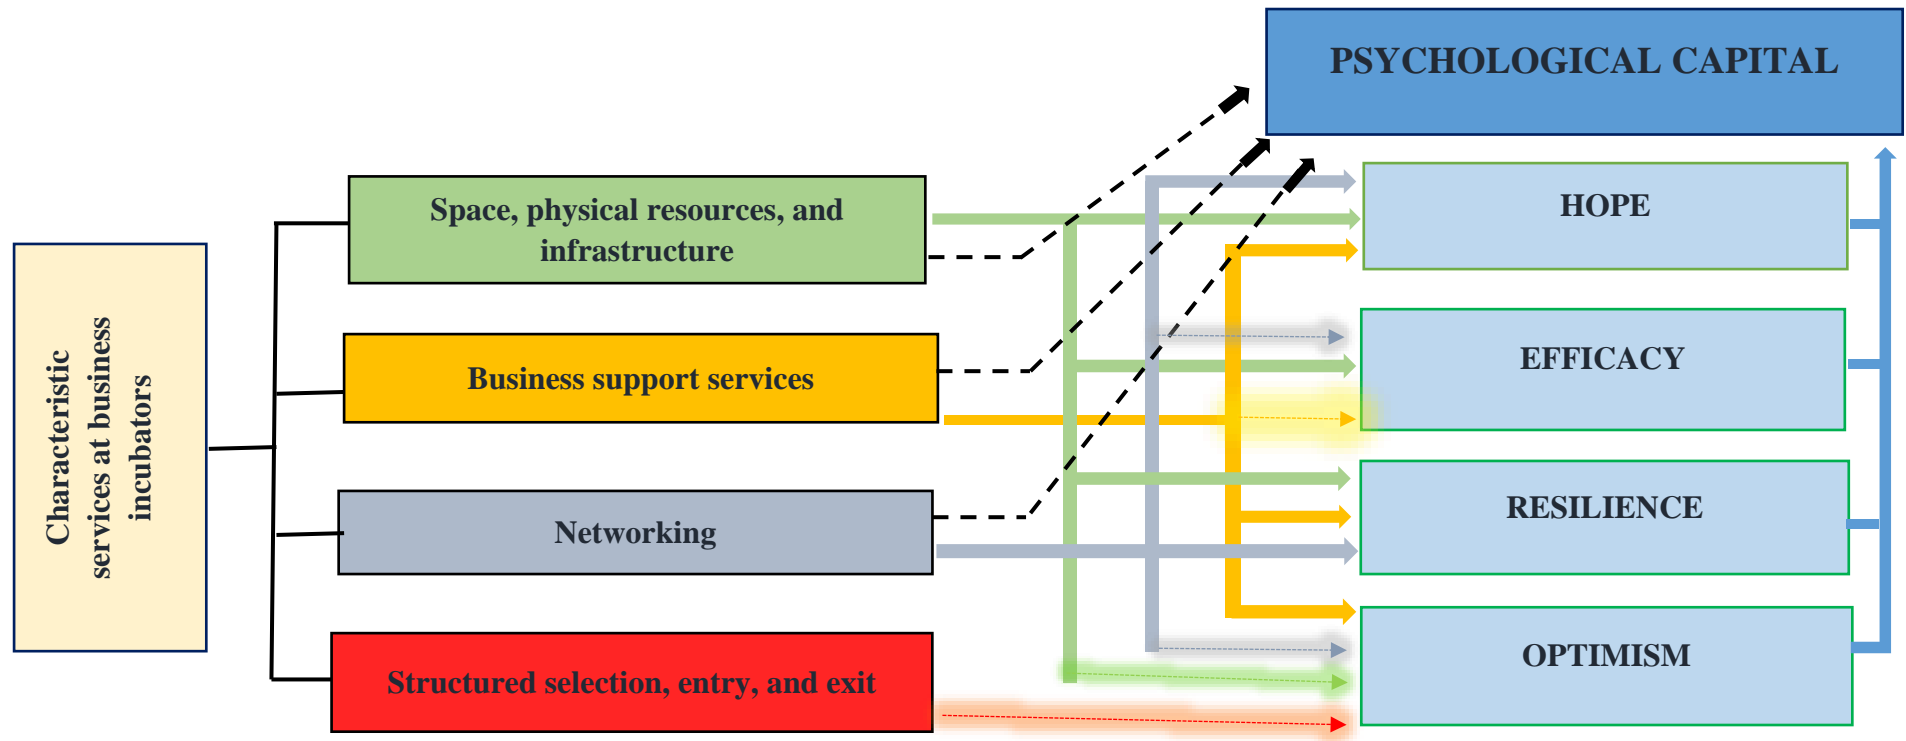 PSYCHOLOGICAL CAPITAL
Characteristic
services at business
incubators
Space, physical resources, and
infrastructure
Business support services
Networking
Structured selection, entry, and exit
HOPE
EFFICACY
RESILIENCE
OPTIMISM